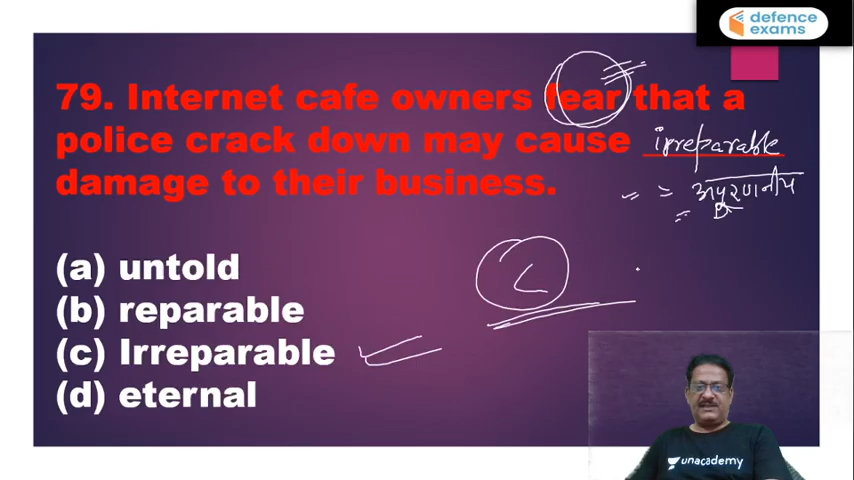 defence
exams
79. Internet cafe owners fear that a
police crack down may cause irreparable
damage to their business.
= अपुरणनीय
(a) untold
(b) reparable
(c) Irreparable
(d) eternal
c
unacademy